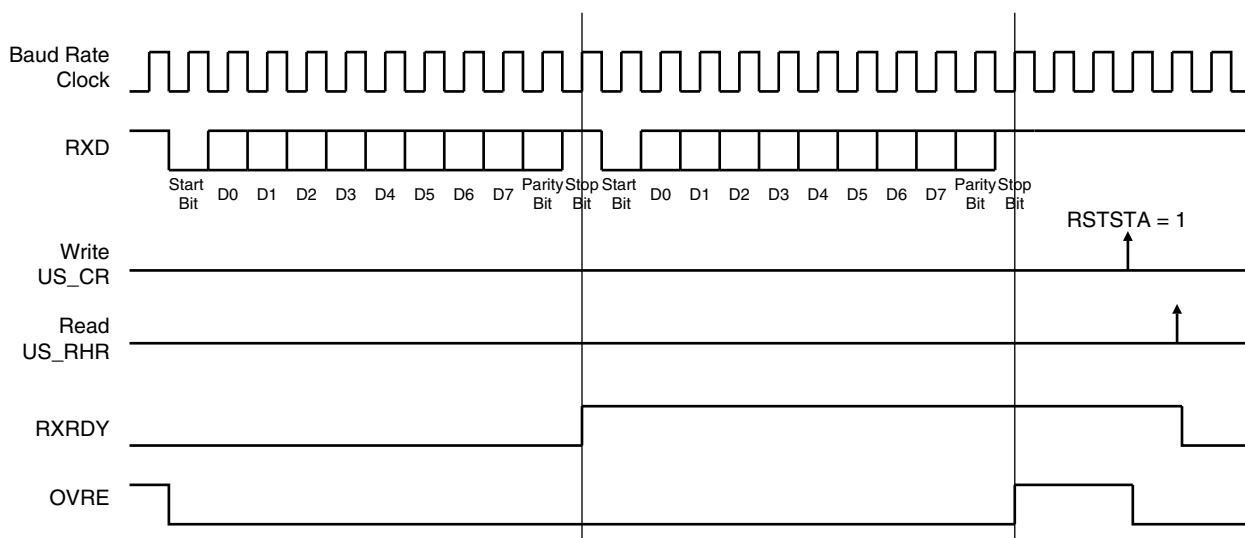 Baud Rate
Clock
RXD
Start
Bit
D0
D1
D2
D3
D4
D5
D6
D7
Parity
Bit
Stop
Bit
Start
Bit
D0
D1
D2
D3
D4
D5
D6
D7
Parity
Bit
Stop
Bit
RSTSTA = 1
Write
US_CR
Read
US_RHR
RXRDY
OVRE